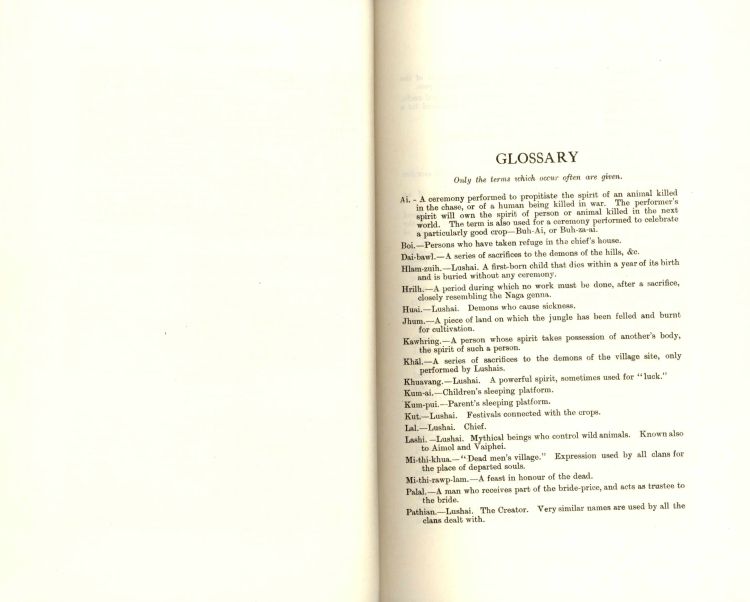 GLOSSARY
Only the terms which occur often are given.
Ai. - A ceremony performed to propitiate the spirit of an animal killed
in the chase, or of a human being killed in war. The performer's
spirit will own the spirit of person or animal killed in the next
world. The term is also used for a ceremony performed to celebrate
a particularly good crop—Buh-Ai, or Buh-za-ai.
Boi.—Persons who have taken refuge in the chief's house.
Dai-bawl.—A series of sacrifices to the demons of the hills, &c.
Hlam-zuih.—Lushai. A first-born child that dies within a year of its birth
and is buried without any ceremony.
Hrilh.—A period during which no work must be done, after a sacrifice,
closely resembling the Naga genna.
Huai.—Lushai. Demons who cause sickness.
Jhum.—A piece of land on which the jungle has been felled and burnt
for cultivation.
Kawhring.—A person whose spirit takes possession of another's body,
the spirit of such a person.
Khāl.—A series of sacrifices to the demons of the village site, only
performed by Lushais.
Khuavang.—Lushai. A powerful spirit, sometimes used for "luck."
Kum-ai.—Children's sleeping platform.
Kum-pui.—Parent's sleeping platform.
Kut.—Lushai. Festivals connected with the crops.
Lal.—Lushai. Chief.
Lashi.—Lushai. Mythical beings who control wild animals. Known also
to Aimol and Vaiphei.
Mi-thi-khua.—"Dead men's village." Expression used by all clans for
the place of departed souls.
Mi-thi-rawp-lam.—A feast in honour of the dead.
Palal.—A man who receives part of the bride-price, and acts as trustee to
the bride.
Pathian.—Lushai. The Creator. Very similar names are used by all the
clans dealt with.